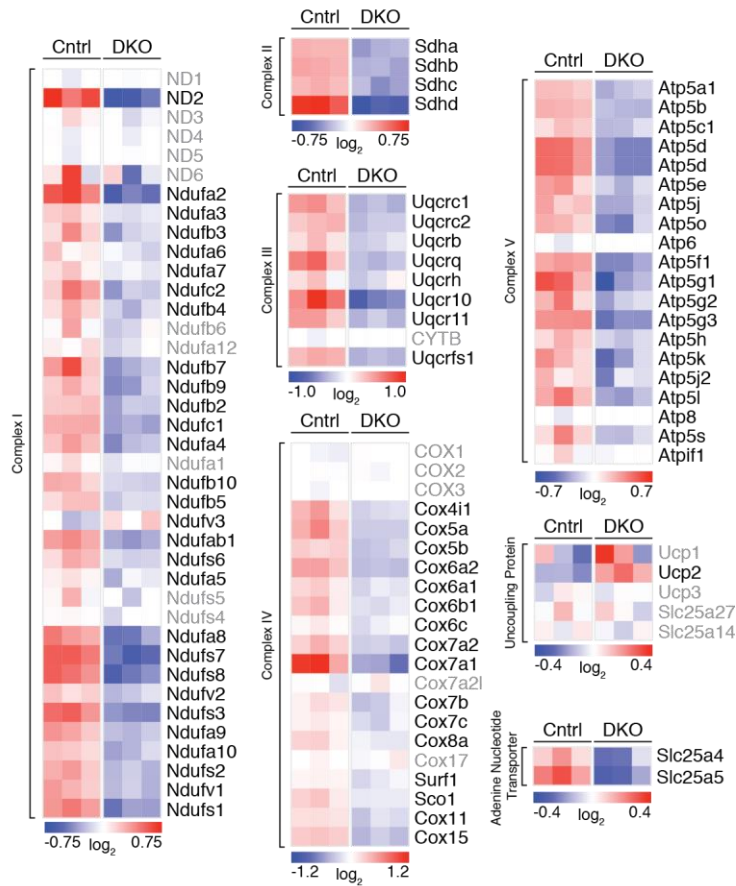 Cntrl DKO
Complex I
ND1
ND2
ND3
ND4
ND5
ND6
Ndufa2
Ndufa3
Ndufb3
Ndufa6
Ndufa7
Ndufc2
Ndufb4
Ndufb6
Ndufa12
Ndufb7
Ndufb9
Ndufb2
Ndufc1
Ndufa4
Ndufa1
Ndufb10
Ndufb5
Ndufv3
Ndufab1
Ndufs6
Ndufa5
Ndufs5
Ndufs4
Ndufa8
Ndufs7
Ndufs8
Ndufv2
Ndufs3
Ndufa9
Ndufa10
Ndufs2
Ndufv1
Ndufs1
-0.75 log2 0.75
Cntrl DKO
Complex II
Sdha
Sdhb
Sdhc
Sdhd
-0.75 log2 0.75
Cntrl DKO
Complex III
Uqcrc1
Uqcrc2
Uqcrb
Uqcrq
Uqcrh
Uqcr10
Uqcr11
CYTB
Uqcrfs1
-1.0 log2 1.0
Cntrl DKO
Complex IV
COX1
COX2
COX3
Cox4i1
Cox5a
Cox5b
Cox6a2
Cox6a1
Cox6b1
Cox6c
Cox7a2
Cox7a1
Cox7a2l
Cox7b
Cox7c
Cox8a
Cox17
Surf1
Sco1
Cox11
Cox15
-1.2 log2 1.2
Cntrl DKO
Complex V
Atp5a1
Atp5b
Atp5c1
Atp5d
Atp5d
Atp5e
Atp5j
Atp5o
Atp6
Atp5f1
Atp5g1
Atp5g2
Atp5g3
Atp5h
Atp5k
Atp5j2
Atp5l
Atp8
Atp5s
Atpif1
-0.7 log2 0.7
Cntrl DKO
Uncoupling Protein
Ucp1
Ucp2
Ucp3
Slc25a27
Slc25a14
-0.4 log2 0.4
Cntrl DKO
Adenine Nucleotide
Transporter
Slc25a4
Slc25a5
-0.4 log2 0.4